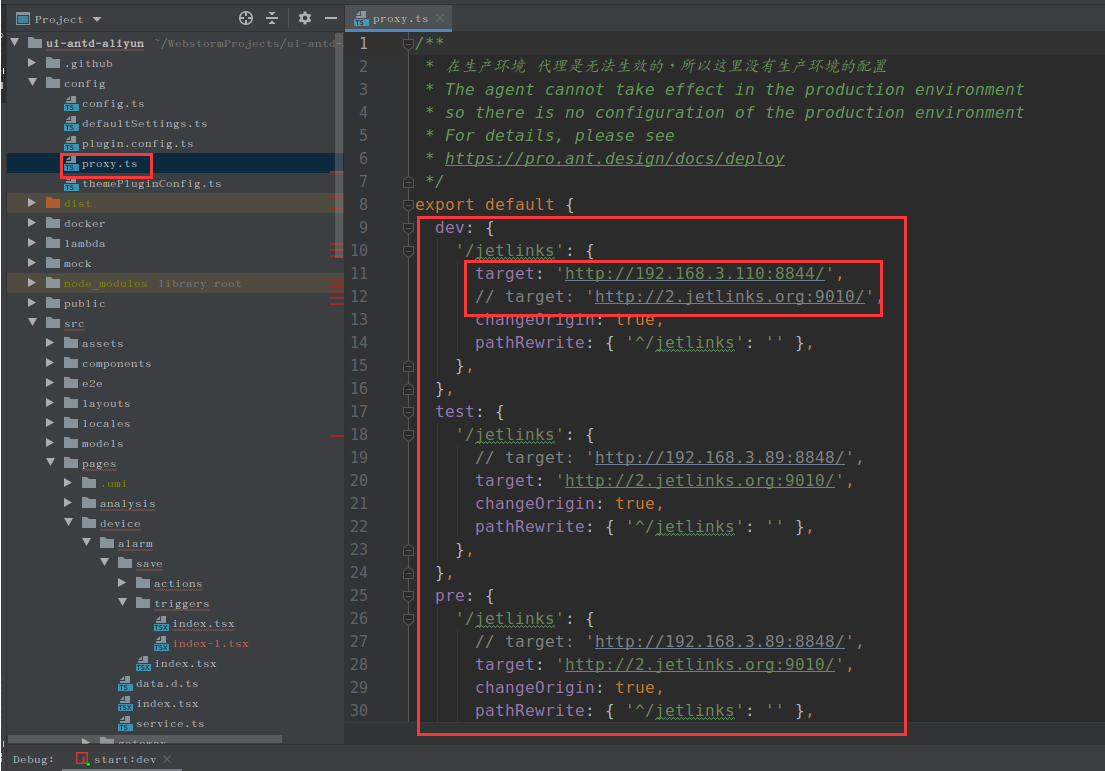 Project
proxy.ts
ui-antd-aliyun ~/WebstormProjects/ui-antd-
.github
config
config.ts
defaultSettings.ts
plugin.config.ts
proxy.ts
themePluginConfig.ts
dist
docker
lambda
mock
node_modules library root
public
src
assets
components
e2e
layouts
locales
models
pages
.umi
analysis
device
alarm
save
actions
triggers
index.tsx
index-1.tsx
index.tsx
data.d.ts
index.tsx
service.ts
gateway
1 /**
2 * 在生产环境 代理是无法生效的，所以这里没有生产环境的配置
3 * The agent cannot take effect in the production environment
4 * so there is no configuration of the production environment
5 * For details, please see
6 * https://pro.ant.design/docs/deploy
7 */
8 export default {
9 dev: {
10 '/jetlinks': {
11 target: 'http://192.168.3.110:8844/',
12 // target: 'http://2.jetlinks.org:9010/',
13 changeOrigin: true,
14 pathRewrite: { '^/jetlinks': '' },
15 },
16 },
17 test: {
18 '/jetlinks': {
19 // target: 'http://192.168.3.89:8848/',
20 target: 'http://2.jetlinks.org:9010/',
21 changeOrigin: true,
22 pathRewrite: { '^/jetlinks': '' },
23 },
24 },
25 pre: {
26 '/jetlinks': {
27 // target: 'http://192.168.3.89:8848/',
28 target: 'http://2.jetlinks.org:9010/',
29 changeOrigin: true,
30 pathRewrite: { '^/jetlinks': '' },
Debug: start:dev